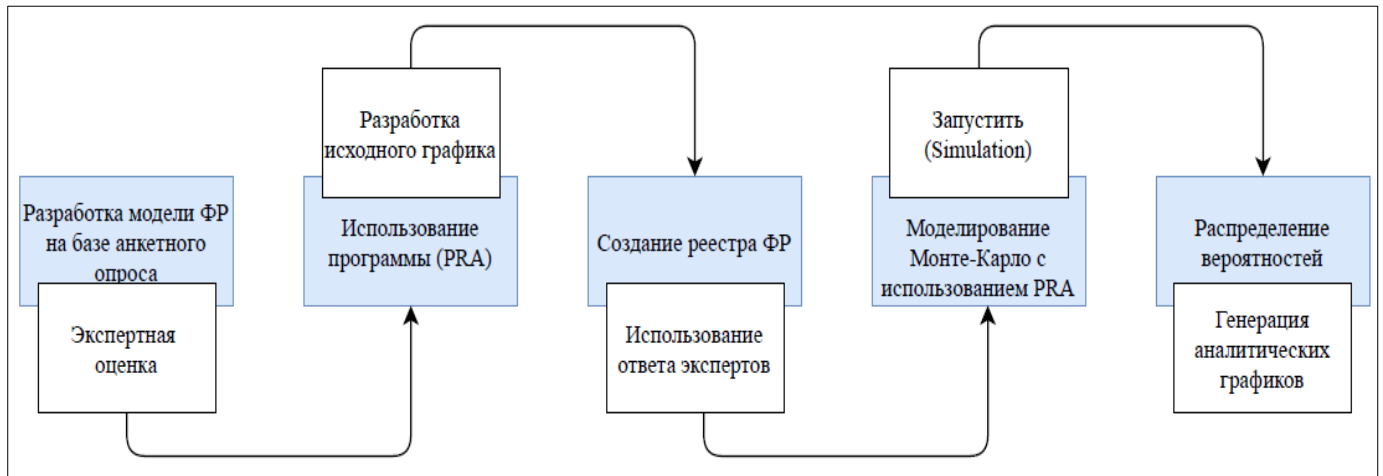 Разработка модели ФР
на базе анкетного
опроса
Экспертная
оценка
Разработка
исходного графика
Использование
программы (PRA)
Создание реестра ФР
Использование
ответа экспертов
Запустить
(Simulation)
Моделирование
Монте-Карло с
использованием PRA
Распределение
вероятностей
Генерация
аналитических
графиков